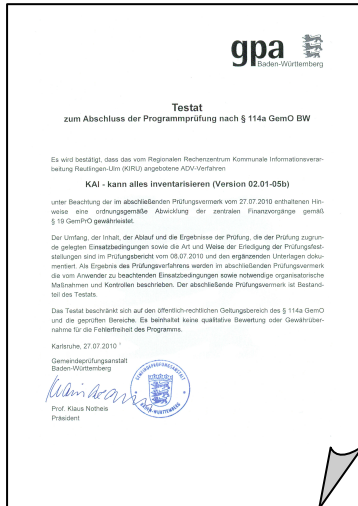 gpa
Baden-Württemberg
Testat
zum Abschluss der Programmprüfung nach § 114a GemO BW
Es wird bestätigt, dass das vom Regionalen Rechenzentrum Kommunale Informationsverar-
beitung Reutlingen-Ulm (KIRU) angebotene ADV-Verfahren
KAI - kann alles inventarisieren (Version 02.01-05b)
unter Beachtung der im abschließenden Prüfungsvermerk vom 27.07.2010 enthaltenen Hin-
weise eine ordnungsgemäße Abwicklung der zentralen Finanzvorgänge gemäß
§ 19 GemPrO gewährleistet.
Der Umfang, der Inhalt, der Ablauf und die Ergebnisse der Prüfung, die der Prüfung zugrun-
de gelegten Einsatzbedingungen sowie die Art und Weise der Erledigung der Prüfungsfest-
stellungen sind im Prüfungsbericht vom 08.07.2010 und den ergänzenden Unterlagen doku-
mentiert. Als Ergebnis des Prüfungsverfahrens werden im abschließenden Prüfungsvermerk
die vom Anwender zu beachtenden Einsatzbedingungen sowie notwendige organisatorische
Maßnahmen und Kontrollen beschrieben. Der abschließende Prüfungsvermerk ist Bestand-
teil des Testats.
Das Testat beschränkt sich auf den öffentlich-rechtlichen Geltungsbereich des § 114a GemO
und die geprüften Bereiche. Es beinhaltet keine qualitative Bewertung oder Gewährüber-
nahme für die Fehlerfreiheit des Programms.
Karlsruhe, 27.07.2010
Gemeindeprüfungsanstalt
Baden-Württemberg
GEMEINDEPRÜFUNGSANSTALT
BADEN-WÜRTTEMBERG
Prof. Klaus Notheis
Präsident